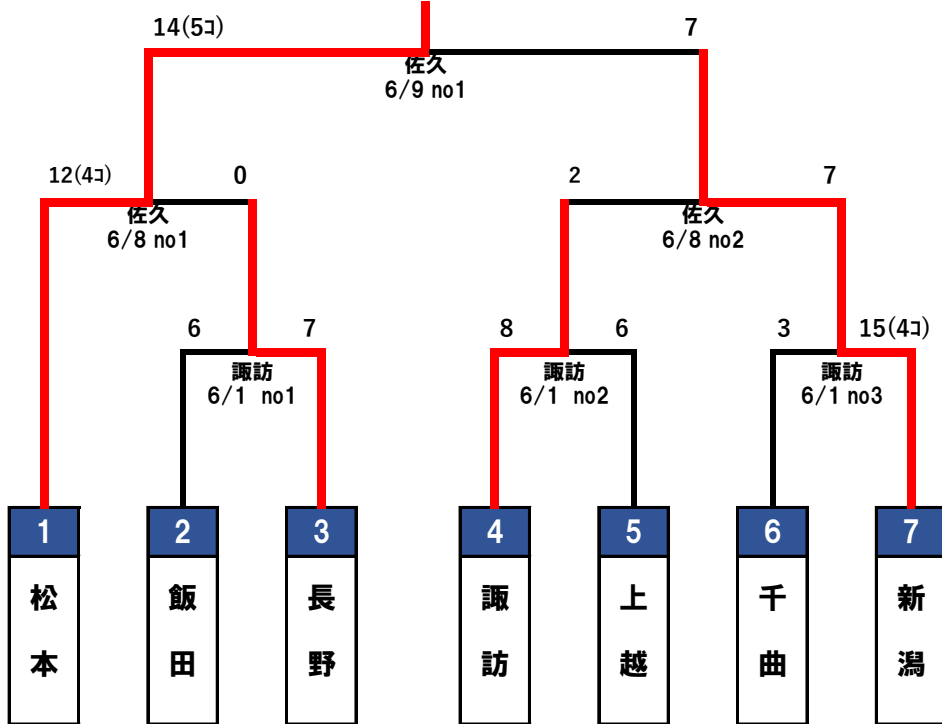 14(5コ)
7
佐久
6/9 no1
12(4コ)
0
2
7
佐久
6/8 no1
佐久
6/8 no2
6
7
8
6
3
15(4コ)
諏訪
6/1 no1
諏訪
6/1 no2
諏訪
6/1 no3
1
2
3
4
5
6
7
松本
飯田
長野
諏訪
上越
千曲
新潟